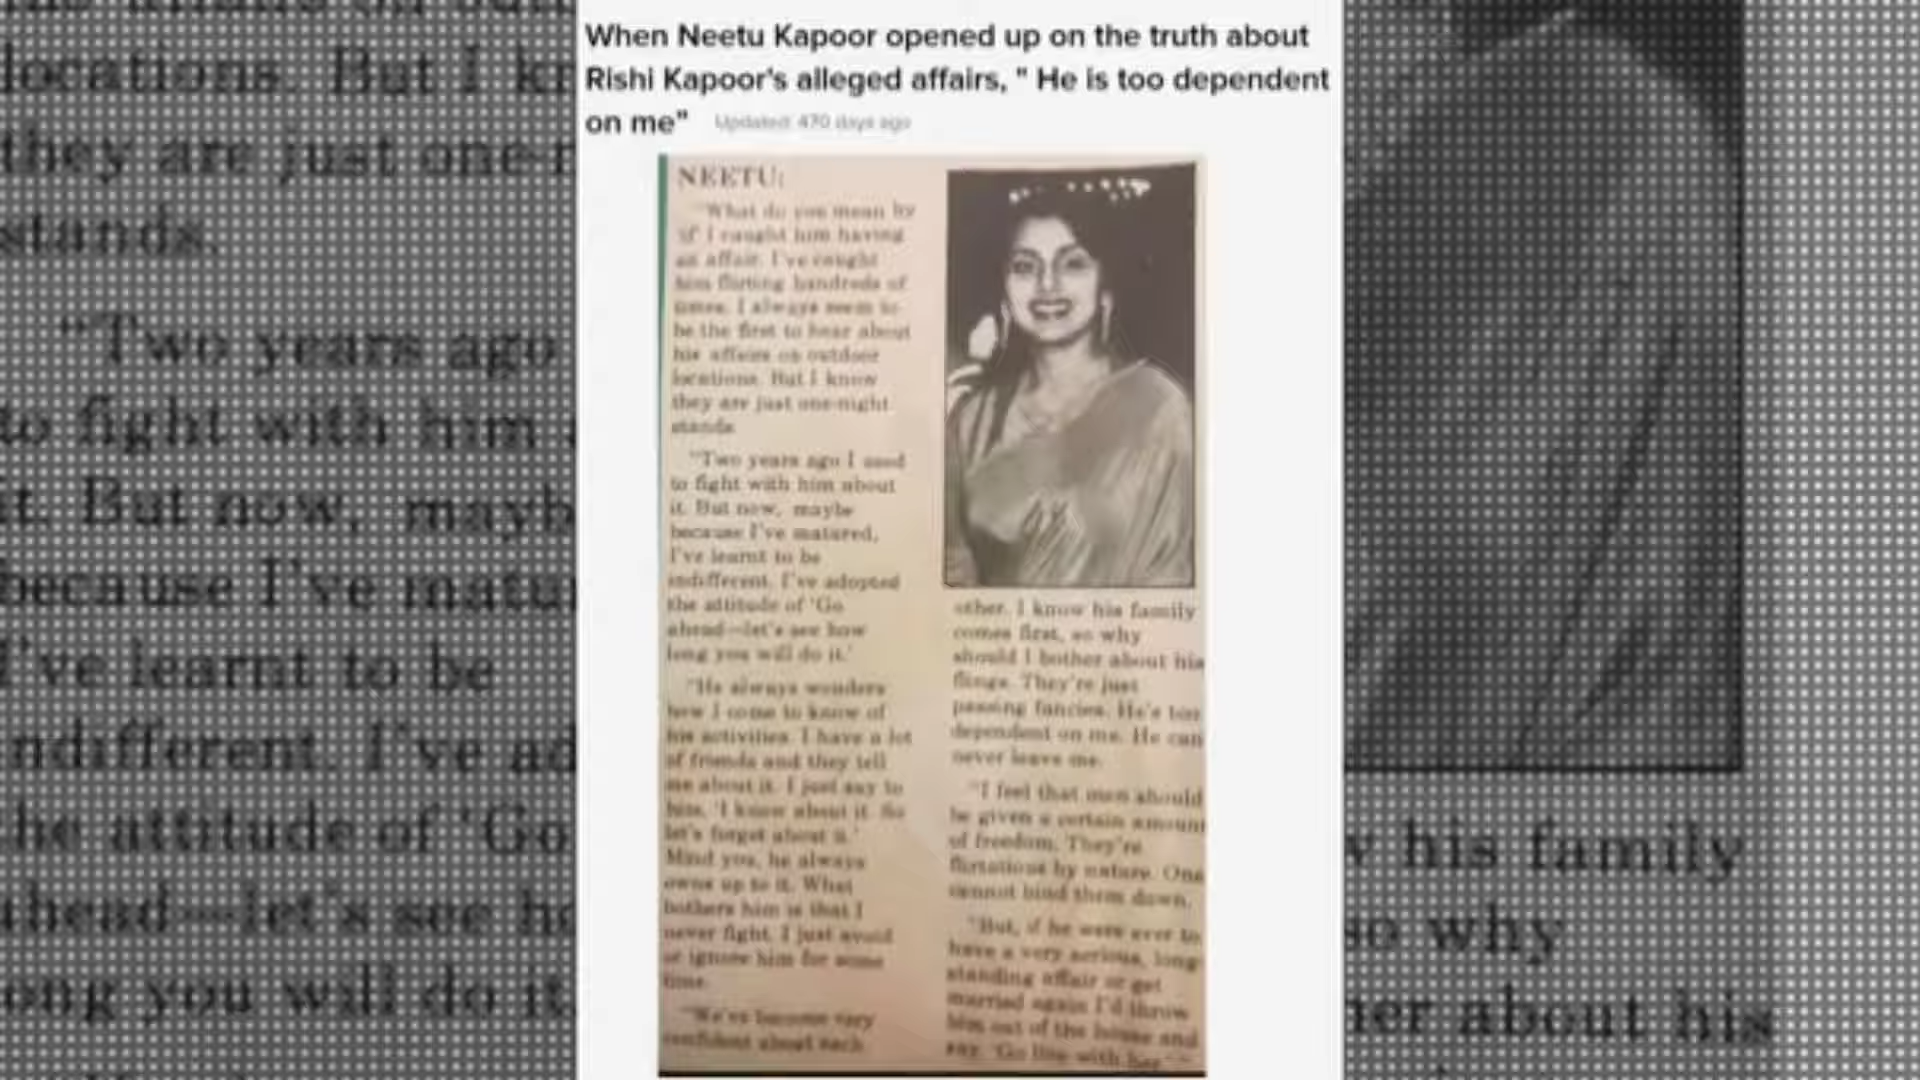 When Neetu Kapoor opened up on the truth about
Rishi Kapoor's alleged affairs, " He is too dependent
on me" Updated: 470 days ago
NEETU:
"What do you mean by
if I caught him having
an affair. I've caught
him flirting hundreds of
times. I always seem to
be the first to hear about
his affairs on outdoor
locations. But I know
they are just one-night
stands.
"Two years ago I used
to fight with him about
it. But now, maybe
because I've matured,
I've learnt to be
indifferent. I've adopted
the attitude of 'Go
ahead—let's see how
long you will do it.'
"He always wonders
how I come to know of
his activities. I have a lot
of friends and they tell
me about it. I just say to
him, 'I know about it. So
let's forget about it.'
Mind you, he always
owns up to it. What
bothers him is that I
never fight. I just avoid
or ignore him for some
time.
"We've become very
confident about each
other. I know his family
comes first, so why
should I bother about his
flings. They're just
passing fancies. He's too
dependent on me. He can
never leave me.
"I feel that men should
be given a certain amount
of freedom. They're
flirtatious by nature. One
cannot bind them down.
"But, if he were ever to
have a very serious, long-
standing affair or get
married again I'd throw
him out of the house and
say, 'Go live with her'"
locations. But I k
they are just one-
stands.
"Two years ago
to fight with him
it. But now, mayb
because I've matu
I've learnt to be
ndifferent. I've ad
he attitude of 'Go
head—let's see h
ong you will do it
his family
so why
her about his